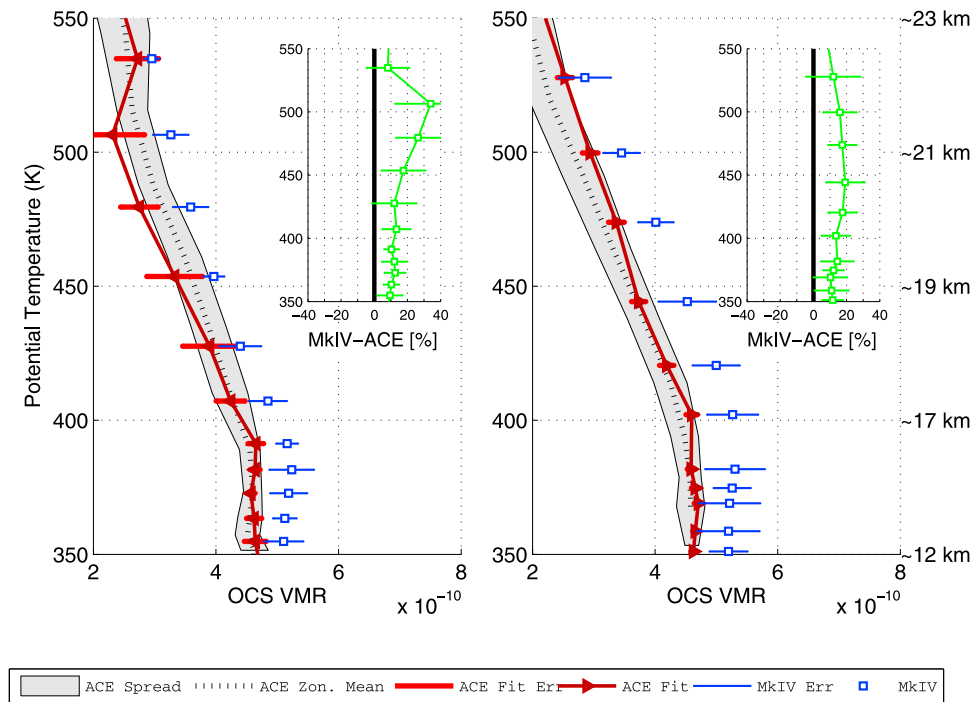 550
500
450
400
350
Potential Temperature (K)
2
4
6
8
OCS VMR
x 10⁻¹⁰
550
500
450
400
350
−40
−20
0
20
40
MkIV−ACE [%]
550
500
450
400
350
2
4
6
8
OCS VMR
x 10⁻¹⁰
550
500
450
400
350
−40
−20
0
20
40
MkIV−ACE [%]
~23 km
~21 km
~19 km
~17 km
~12 km
ACE Spread
ACE Zon. Mean
ACE Fit Err
ACE Fit
MkIV Err
MkIV